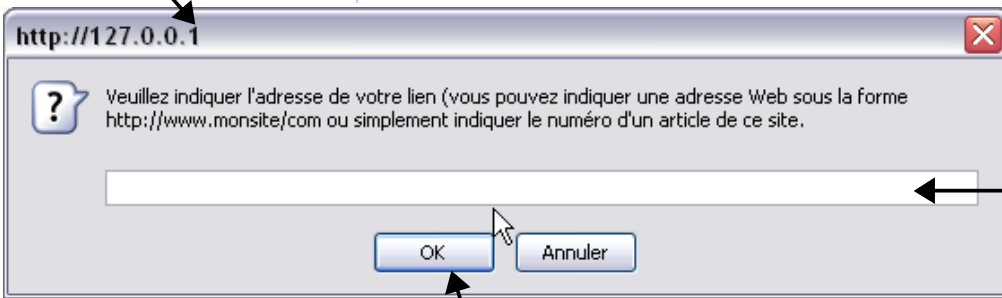 http://127.0.0.1
Veuillez indiquer l'adresse de votre lien (vous pouvez indiquer une adresse Web sous la forme
http://www.monsite/com ou simplement indiquer le numéro d'un article de ce site.
OK
Annuler